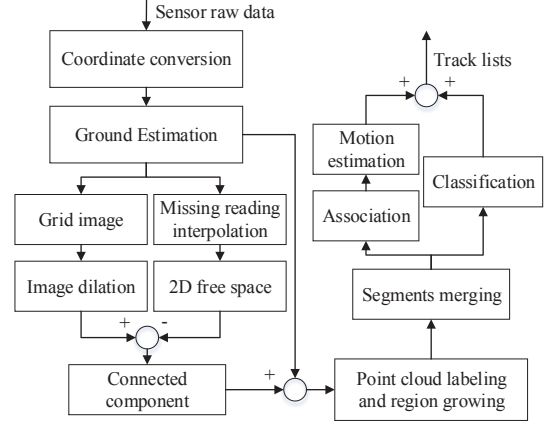 Sensor raw data
Coordinate conversion
Ground Estimation
Grid image
Missing reading
interpolation
Image dilation
2D free space
+
-
Connected
component
+
Point cloud labeling
and region growing
Segments merging
Association
Motion
estimation
Classification
+
+
Track lists